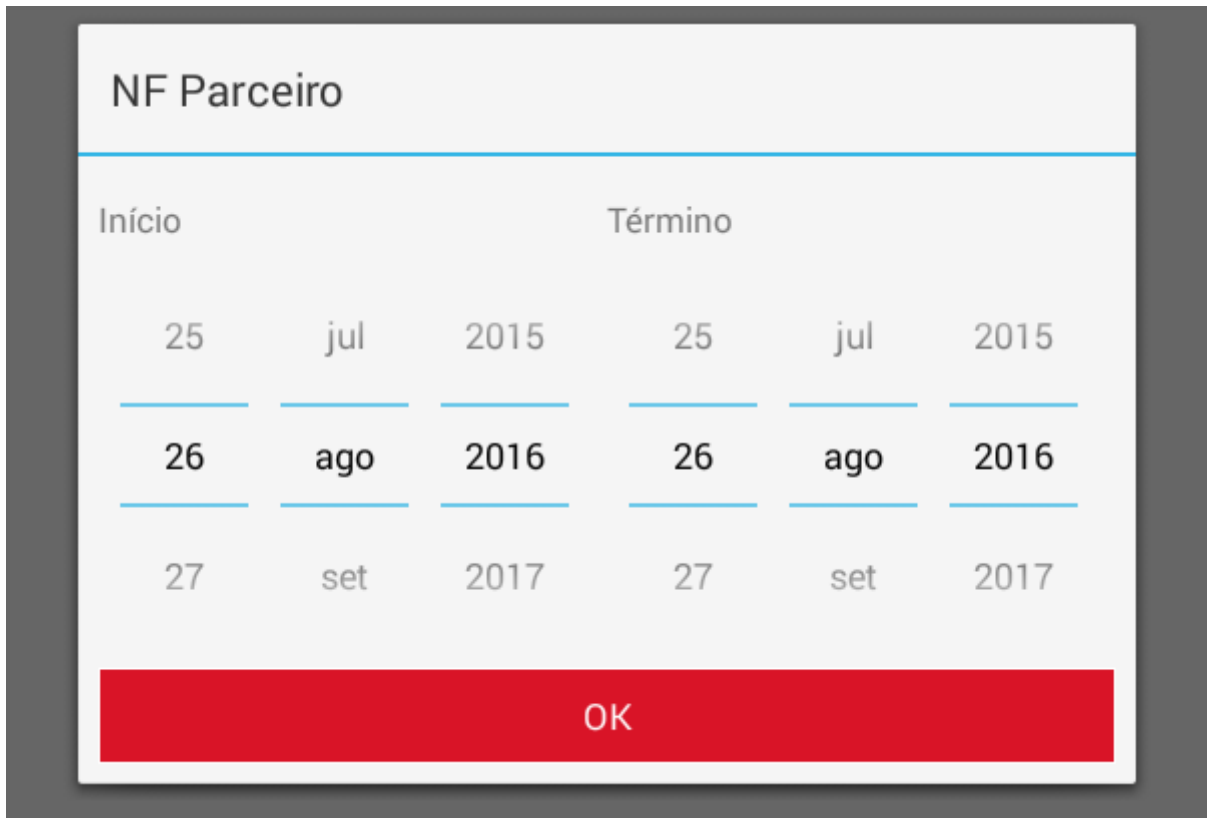 NF Parceiro
Início Término
25 jul 2015 25 jul 2015
26 ago 2016 26 ago 2016
27 set 2017 27 set 2017
OK